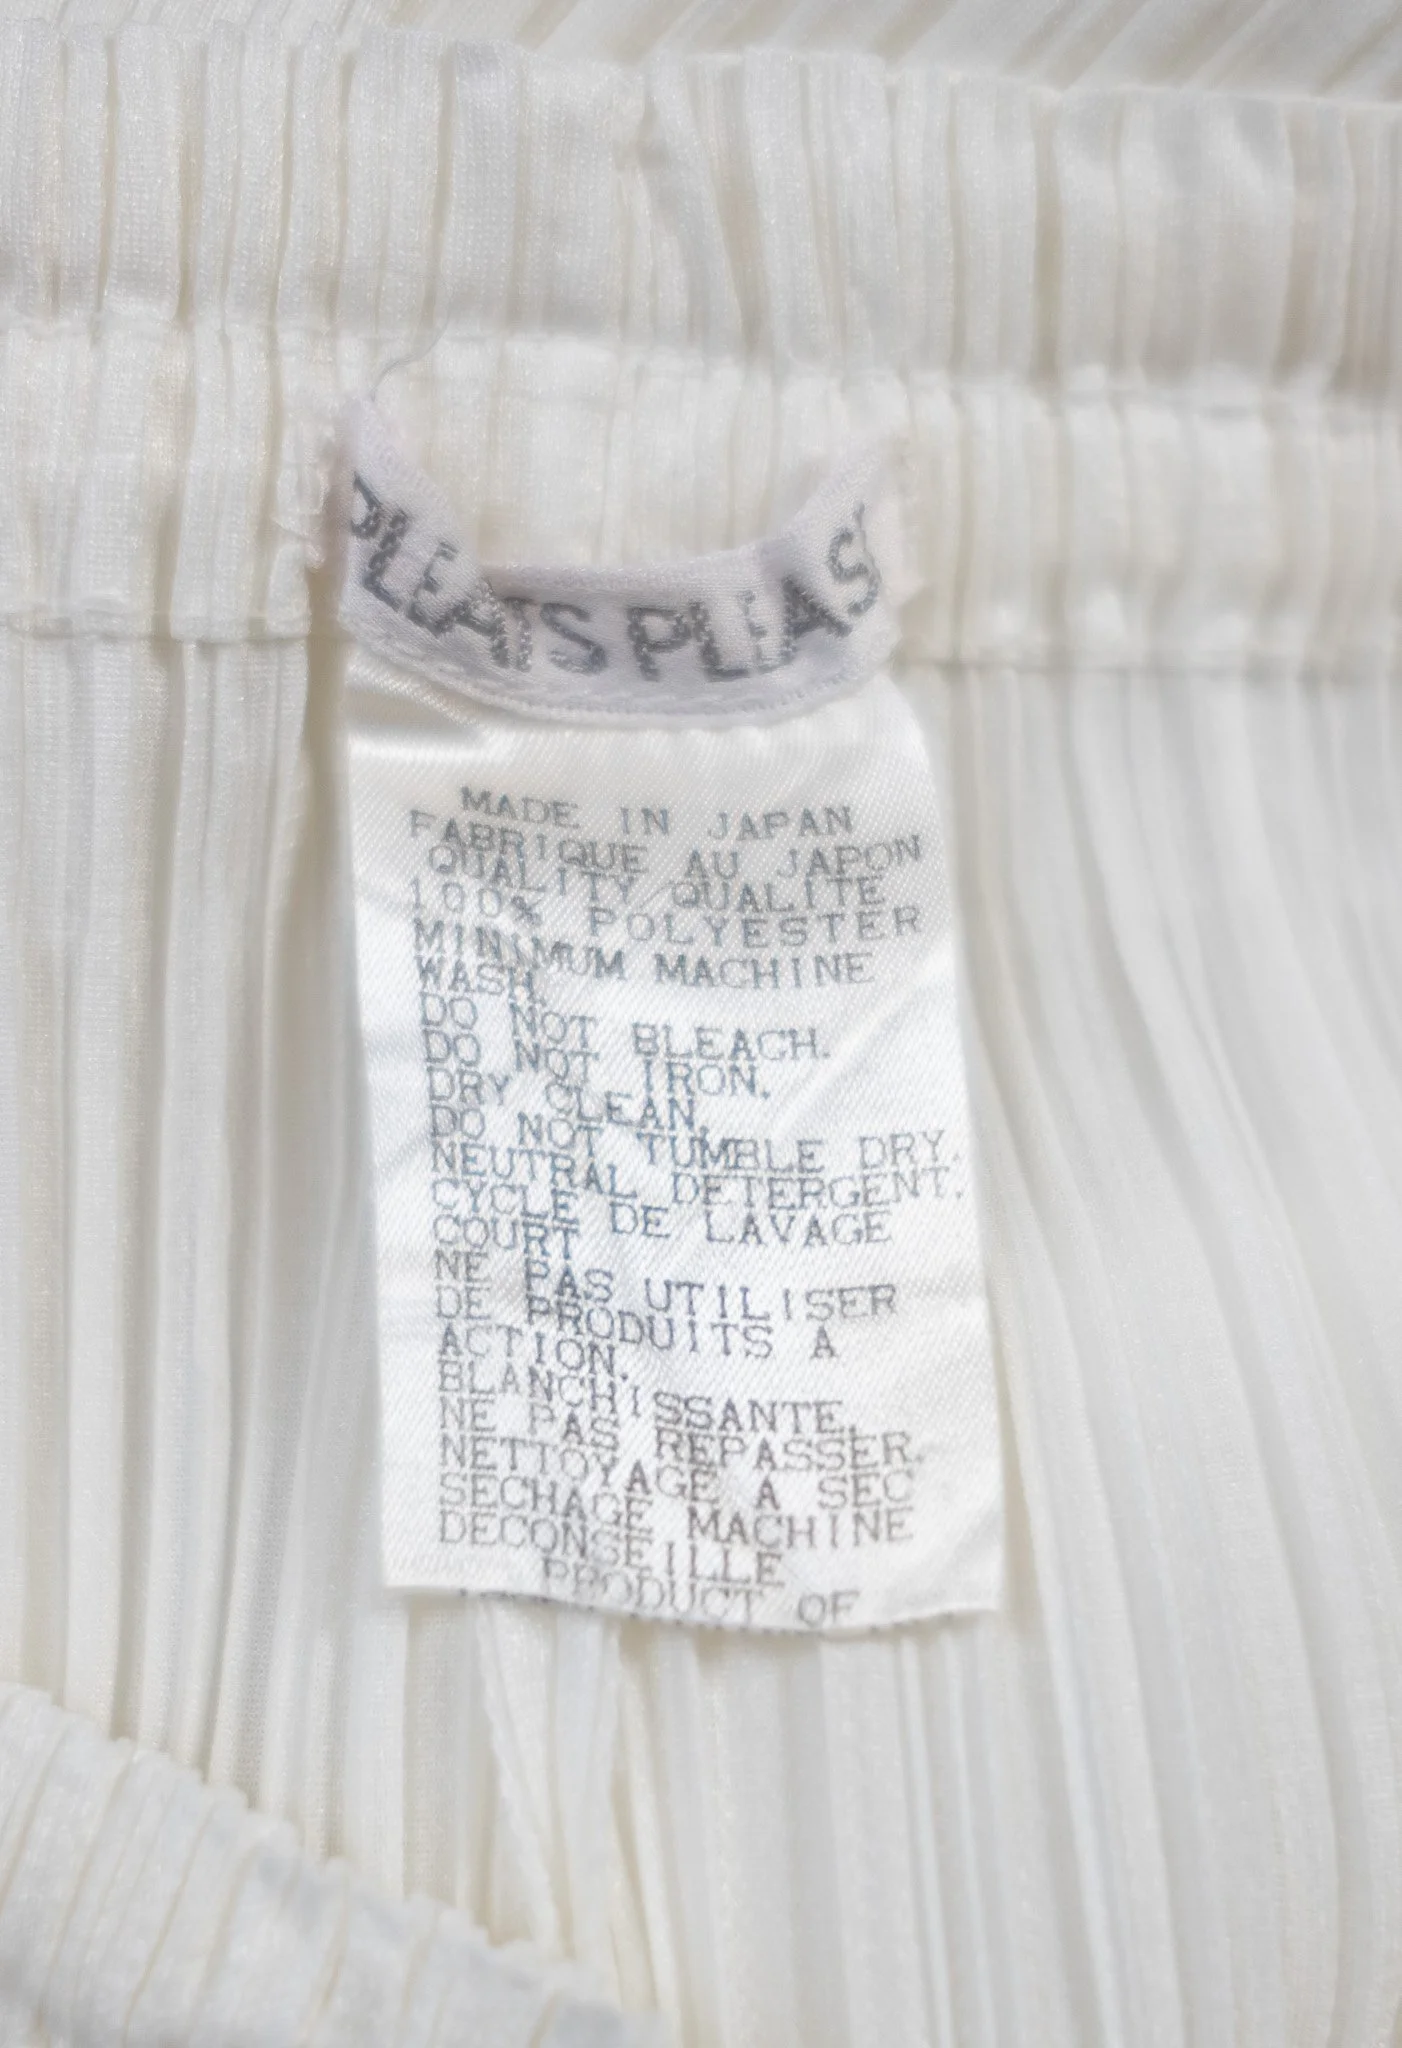 PLEATS PLEASE
MADE IN JAPAN
FABRIQUE AU JAPON
QUALITY/QUALITE
100% POLYESTER
MINIMUM MACHINE
WASH.
DO NOT BLEACH.
DO NOT IRON.
DRY CLEAN.
DO NOT TUMBLE DRY.
NEUTRAL DETERGENT.
CYCLE DE LAVAGE
COURT
NE PAS UTILISER
DE PRODUITS A
ACTION.
BLANCHISSANTE.
NE PAS REPASSER.
NETTOYAGE A SEC
SECHAGE MACHINE
DECONSEILLE
PRODUCT OF